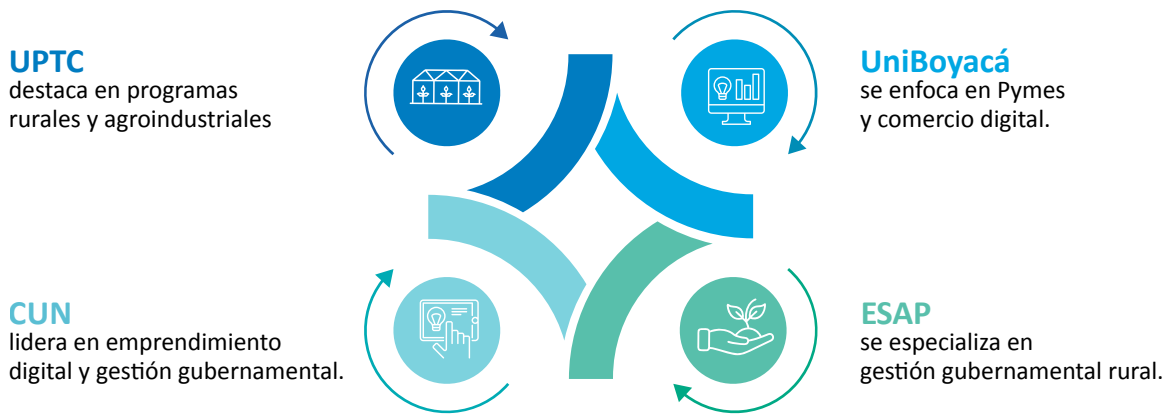 UPTC
destaca en programas
rurales y agroindustriales
UniBoyacá
se enfoca en Pymes
y comercio digital.
CUN
lidera en emprendimiento
digital y gestión gubernamental.
ESAP
se especializa en
gestión gubernamental rural.